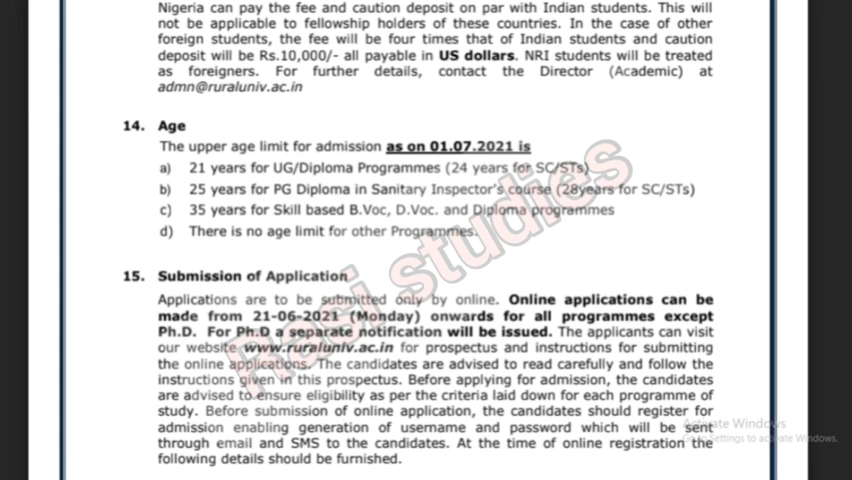 Nigeria can pay the fee and caution deposit on par with Indian students. This will
not be applicable to fellowship holders of these countries. In the case of other
foreign students, the fee will be four times that of Indian students and caution
deposit will be Rs.10,000/- all payable in US dollars. NRI students will be treated
as foreigners. For further details, contact the Director (Academic) at
admn@ruraluniv.ac.in
14. Age
The upper age limit for admission as on 01.07.2021 is
a) 21 years for UG/Diploma Programmes (24 years for SC/STs)
b) 25 years for PG Diploma in Sanitary Inspector's course (28years for SC/STs)
c) 35 years for Skill based B.Voc, D.Voc. and Diploma programmes
d) There is no age limit for other Programmes.
15. Submission of Application
Applications are to be submitted only by online. Online applications can be
made from 21-06-2021 (Monday) onwards for all programmes except
Ph.D. For Ph.D a separate notification will be issued. The applicants can visit
our website www.ruraluniv.ac.in for prospectus and instructions for submitting
the online applications. The candidates are advised to read carefully and follow the
instructions given in this prospectus. Before applying for admission, the candidates
are advised to ensure eligibility as per the criteria laid down for each programme of
study. Before submission of online application, the candidates should register for
admission enabling generation of username and password which will be sent
through email and SMS to the candidates. At the time of online registration the
following details should be furnished.
Rasi studies
Activate Windows
Go to Settings to activate Windows.